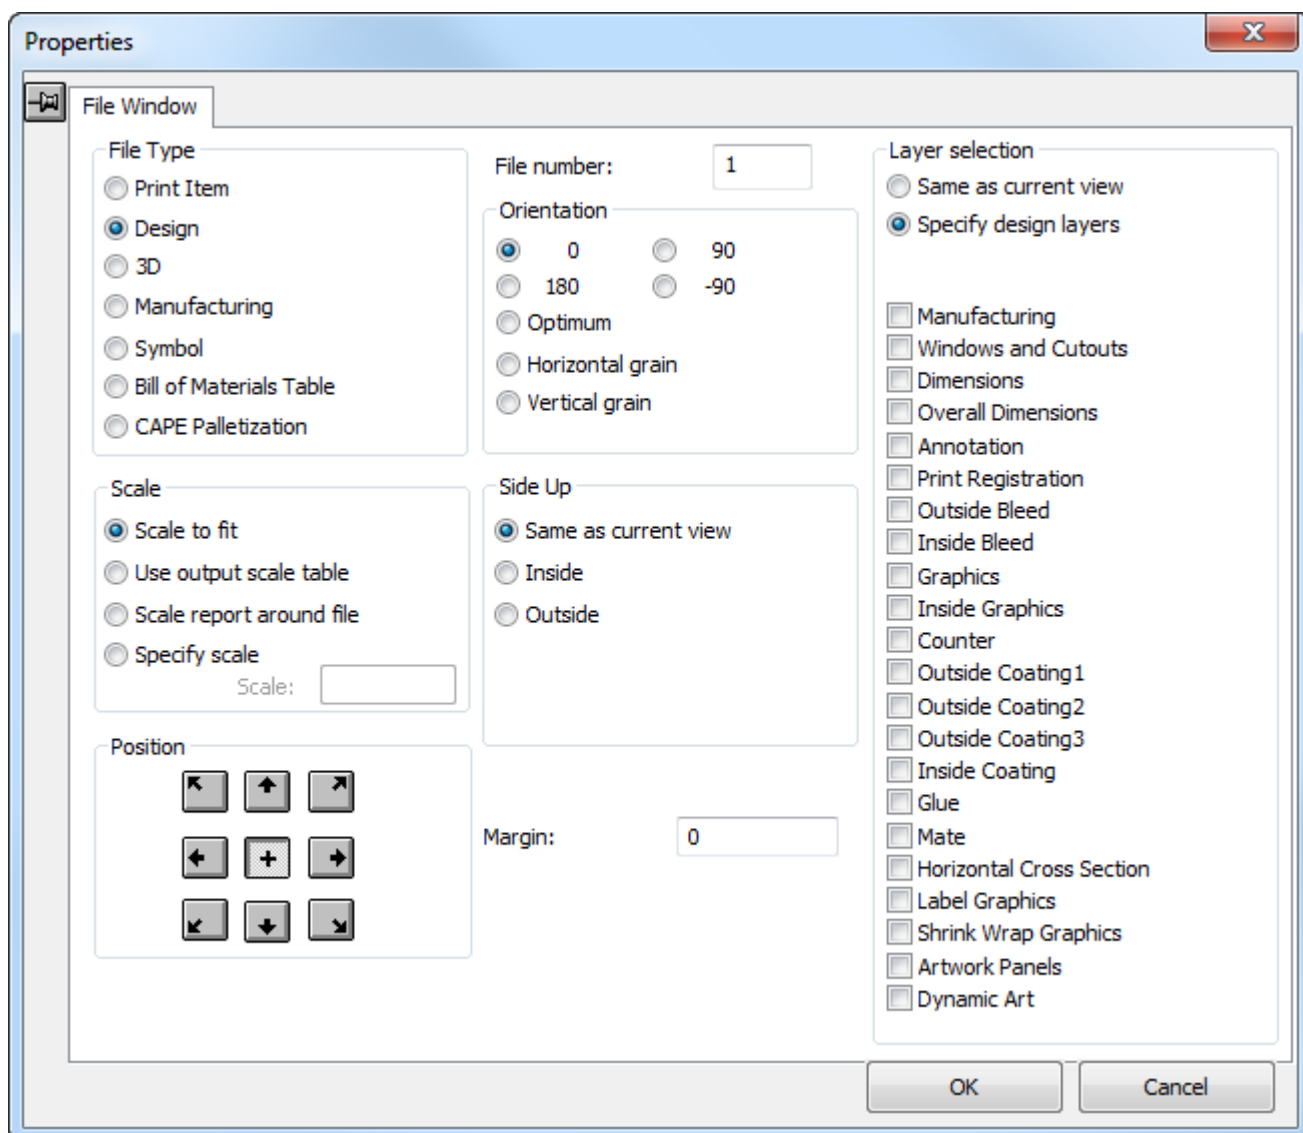 Properties
File Window
File Type
Print Item
Design
3D
Manufacturing
Symbol
Bill of Materials Table
CAPE Palletization
Scale
Scale to fit
Use output scale table
Scale report around file
Specify scale
Scale:
Position
File number: 1
Orientation
0 90
180 -90
Optimum
Horizontal grain
Vertical grain
Side Up
Same as current view
Inside
Outside
Margin: 0
Layer selection
Same as current view
Specify design layers
Manufacturing
Windows and Cutouts
Dimensions
Overall Dimensions
Annotation
Print Registration
Outside Bleed
Inside Bleed
Graphics
Inside Graphics
Counter
Outside Coating1
Outside Coating2
Outside Coating3
Inside Coating
Glue
Mate
Horizontal Cross Section
Label Graphics
Shrink Wrap Graphics
Artwork Panels
Dynamic Art
OK Cancel